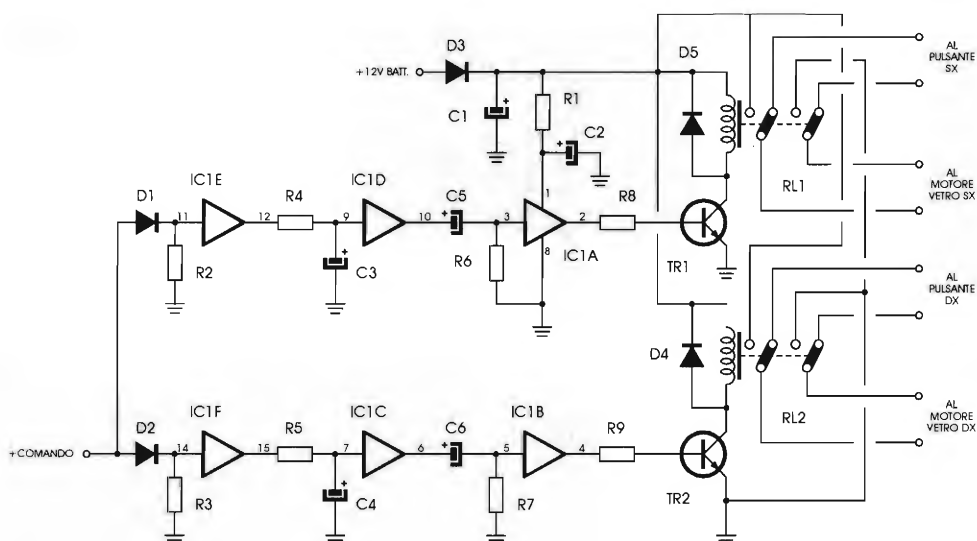 D3
D5
AL
PULSANTE
SX
+12V BATT.
+
C1
R1
+
C2
D1
IC1E
R4
IC1D
C5
1
RL1
AL
MOTORE
VETRO SX
11
12
9
10
+
3
2
R8
R2
+
C3
R6
8
IC1A
TR1
AL
PULSANTE
DX
D4
RL2
D2
IC1F
R5
IC1C
C6
IC1B
R9
AL
MOTORE
VETRO DX
+COMANDO
14
15
7
6
+
5
4
R3
+
C4
R7
TR2